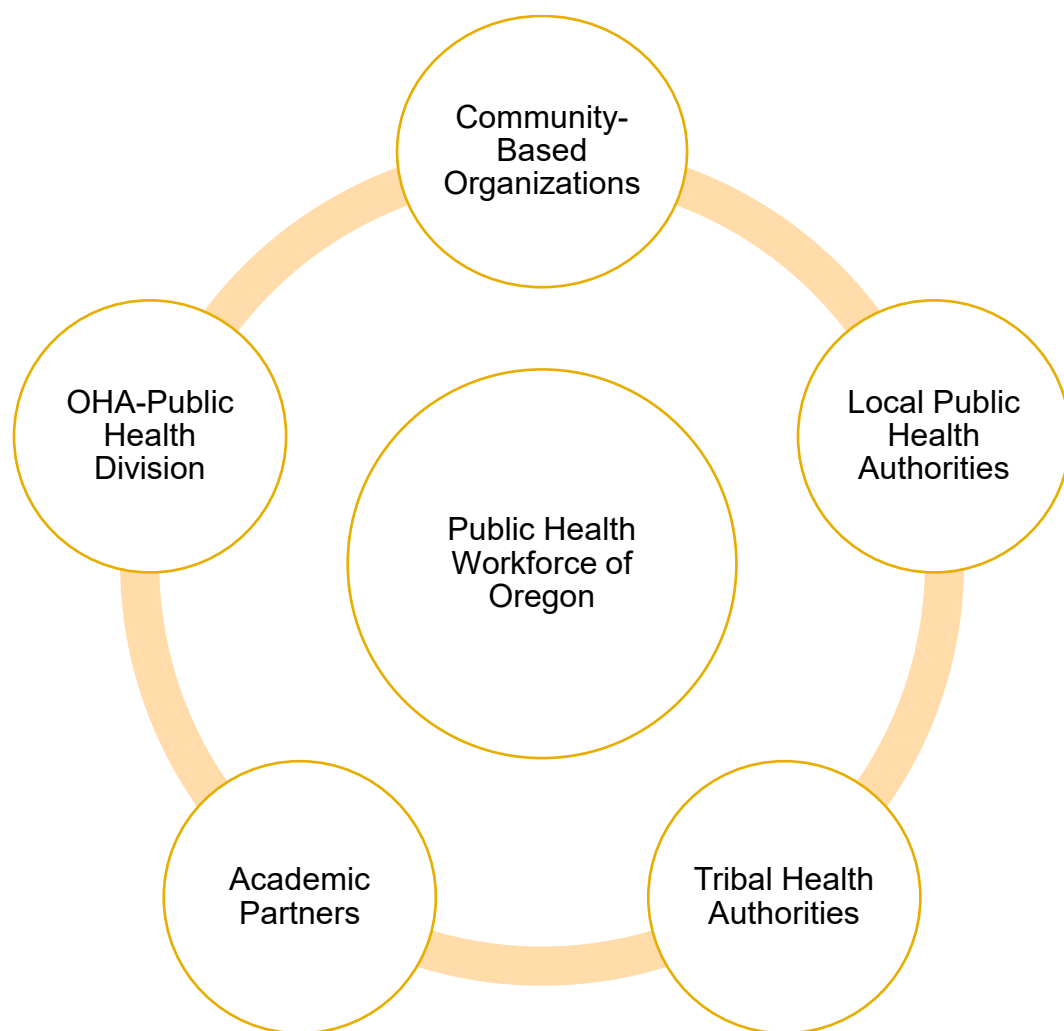 Community-
Based
Organizations
OHA-Public
Health
Division
Local Public
Health
Authorities
Public Health
Workforce of
Oregon
Academic
Partners
Tribal Health
Authorities